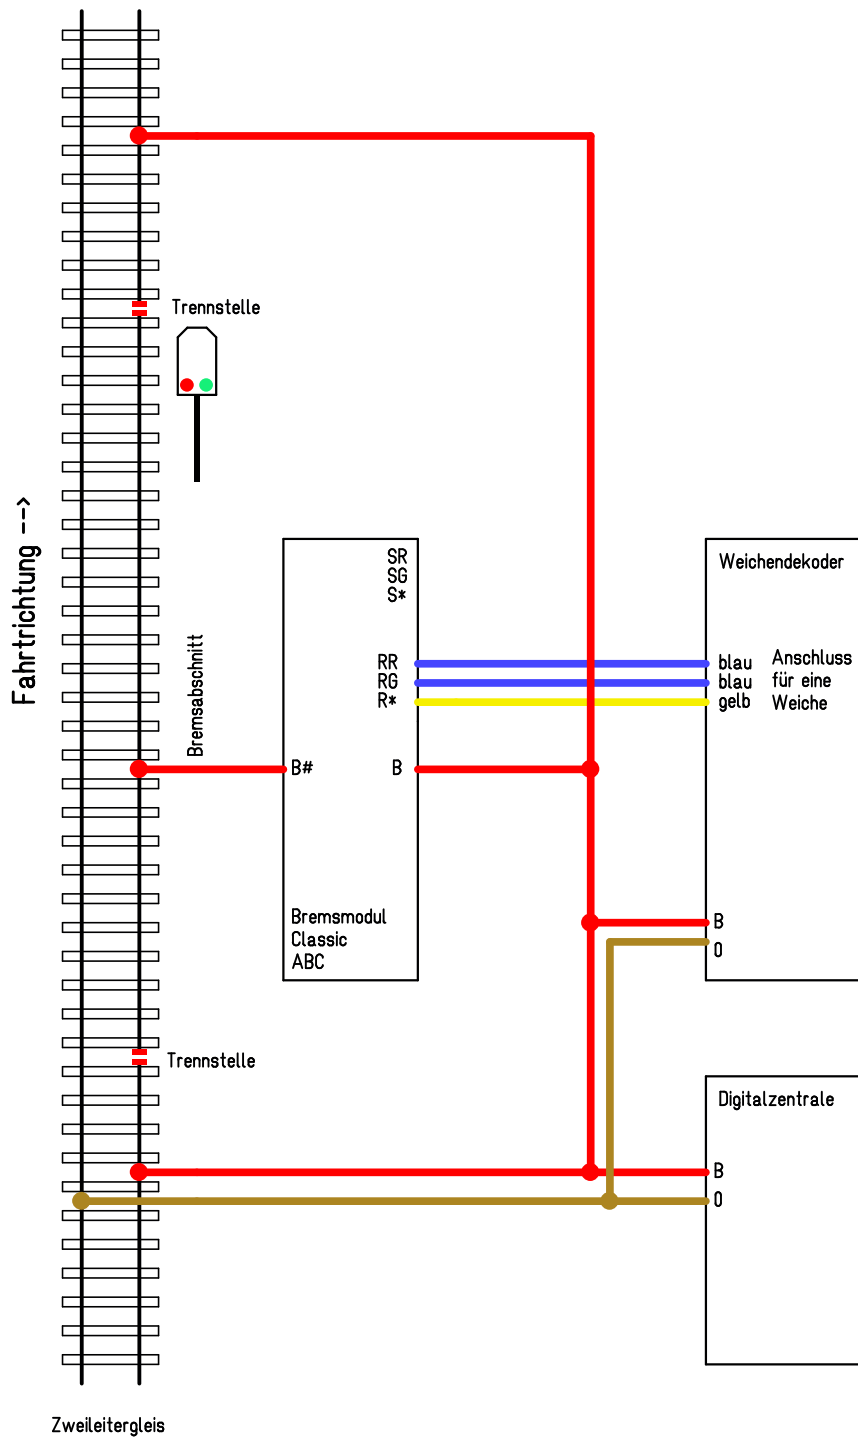 Trennstelle
Fahrtrichtung -->
Bremsabschnitt
SR
SG
S*
RR
RG
R*
B#
B
Bremsmodul
Classic
ABC
Weichendekoder
blau
blau
gelb
Anschluss
für eine
Weiche
B
0
Trennstelle
Digitalzentrale
B
0
Zweileitergleis